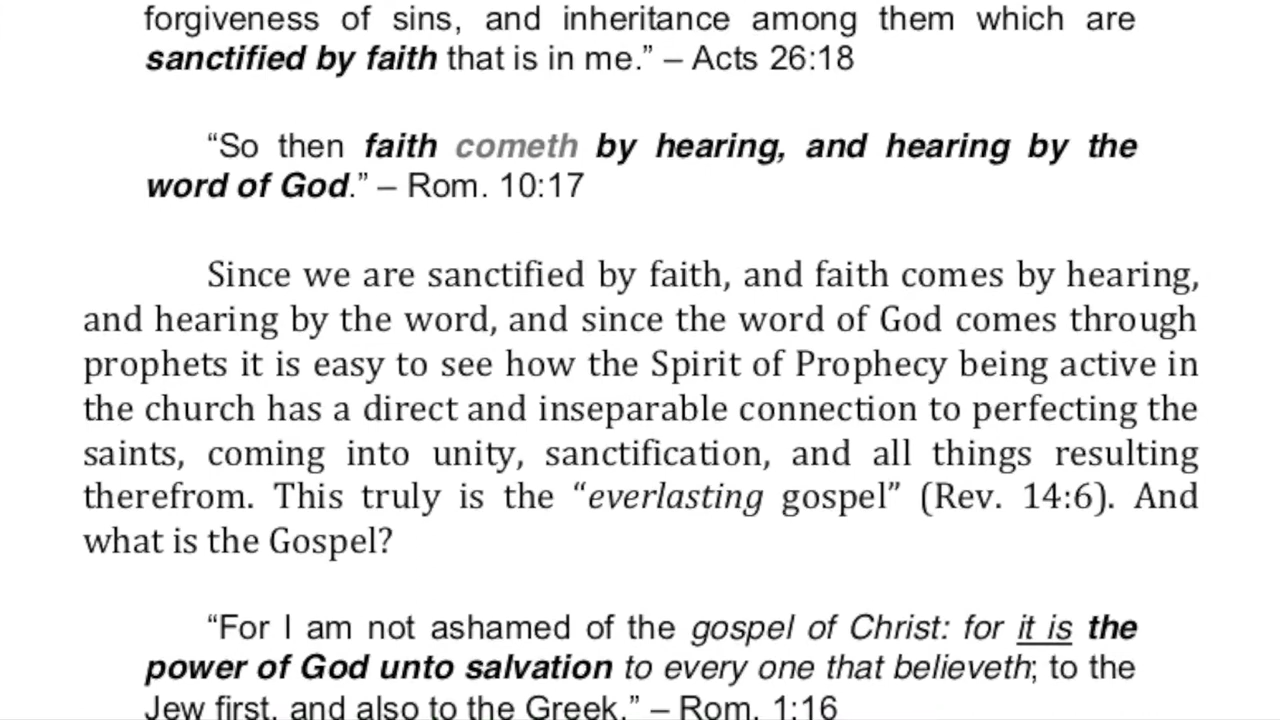 forgiveness of sins, and inheritance among them which are
sanctified by faith that is in me.” – Acts 26:18
“So then faith cometh by hearing, and hearing by the
word of God.” – Rom. 10:17
Since we are sanctified by faith, and faith comes by hearing,
and hearing by the word, and since the word of God comes through
prophets it is easy to see how the Spirit of Prophecy being active in
the church has a direct and inseparable connection to perfecting the
saints, coming into unity, sanctification, and all things resulting
therefrom. This truly is the “everlasting gospel” (Rev. 14:6). And
what is the Gospel?
“For I am not ashamed of the gospel of Christ: for it is the
power of God unto salvation to every one that believeth; to the
Jew first, and also to the Greek.” – Rom. 1:16